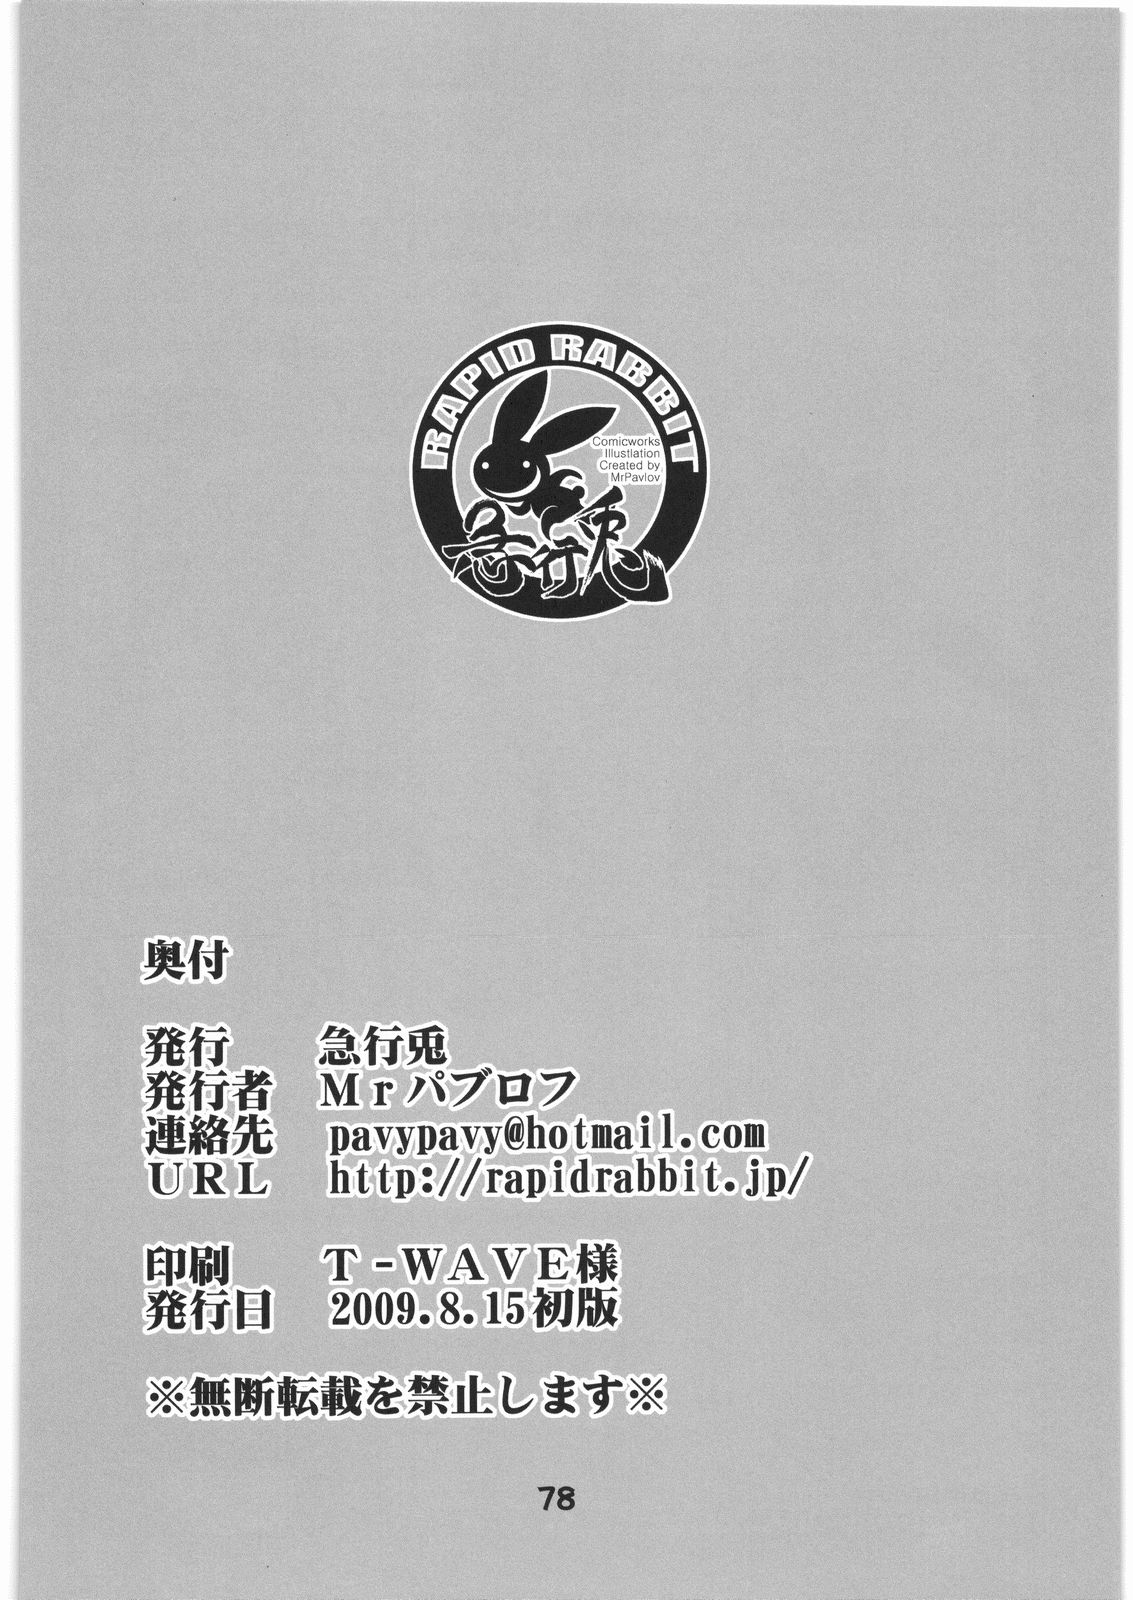 RAPID RABBIT
Comicworks
Illustlation
Created by
MrPavlov
急行兎
奥付
発行 急行兎
発行者 Mrパブロフ
連絡先 pavypavy@hotmail.com
URL http://rapidrabbit.jp/
印刷 T-WAVE様
発行日 2009.8.15初版
※無断転載を禁止します※
78